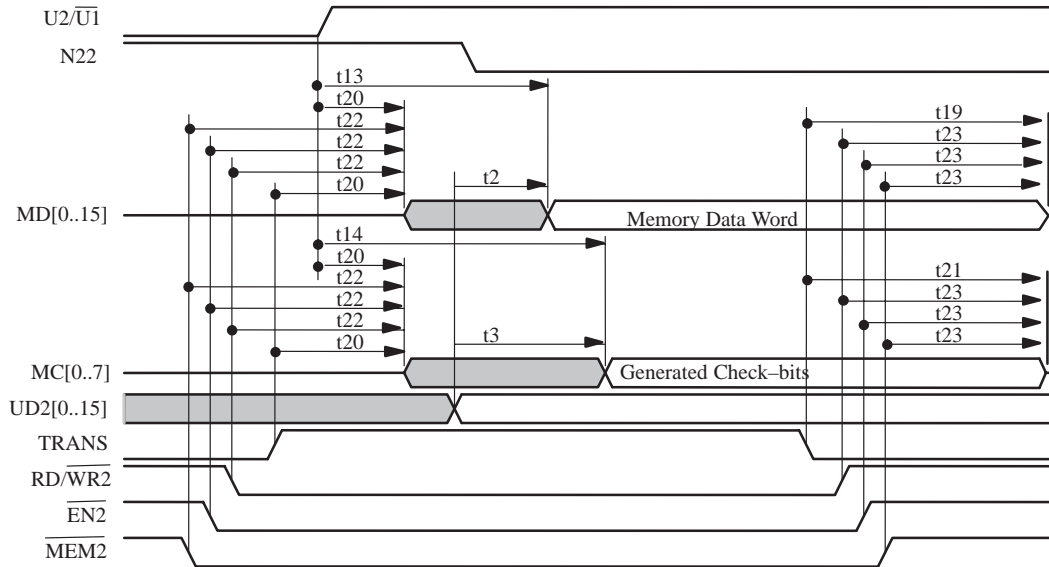 U2/U1
N22
t13
t20
t22
t19
t22
t23
t22
t23
t20
t2
t23
MD[0..15]
Memory Data Word
t14
t20
t22
t21
t22
t23
t22
t23
t20
t3
t23
MC[0..7]
Generated Check–bits
UD2[0..15]
TRANS
RD/WR2
EN2
MEM2